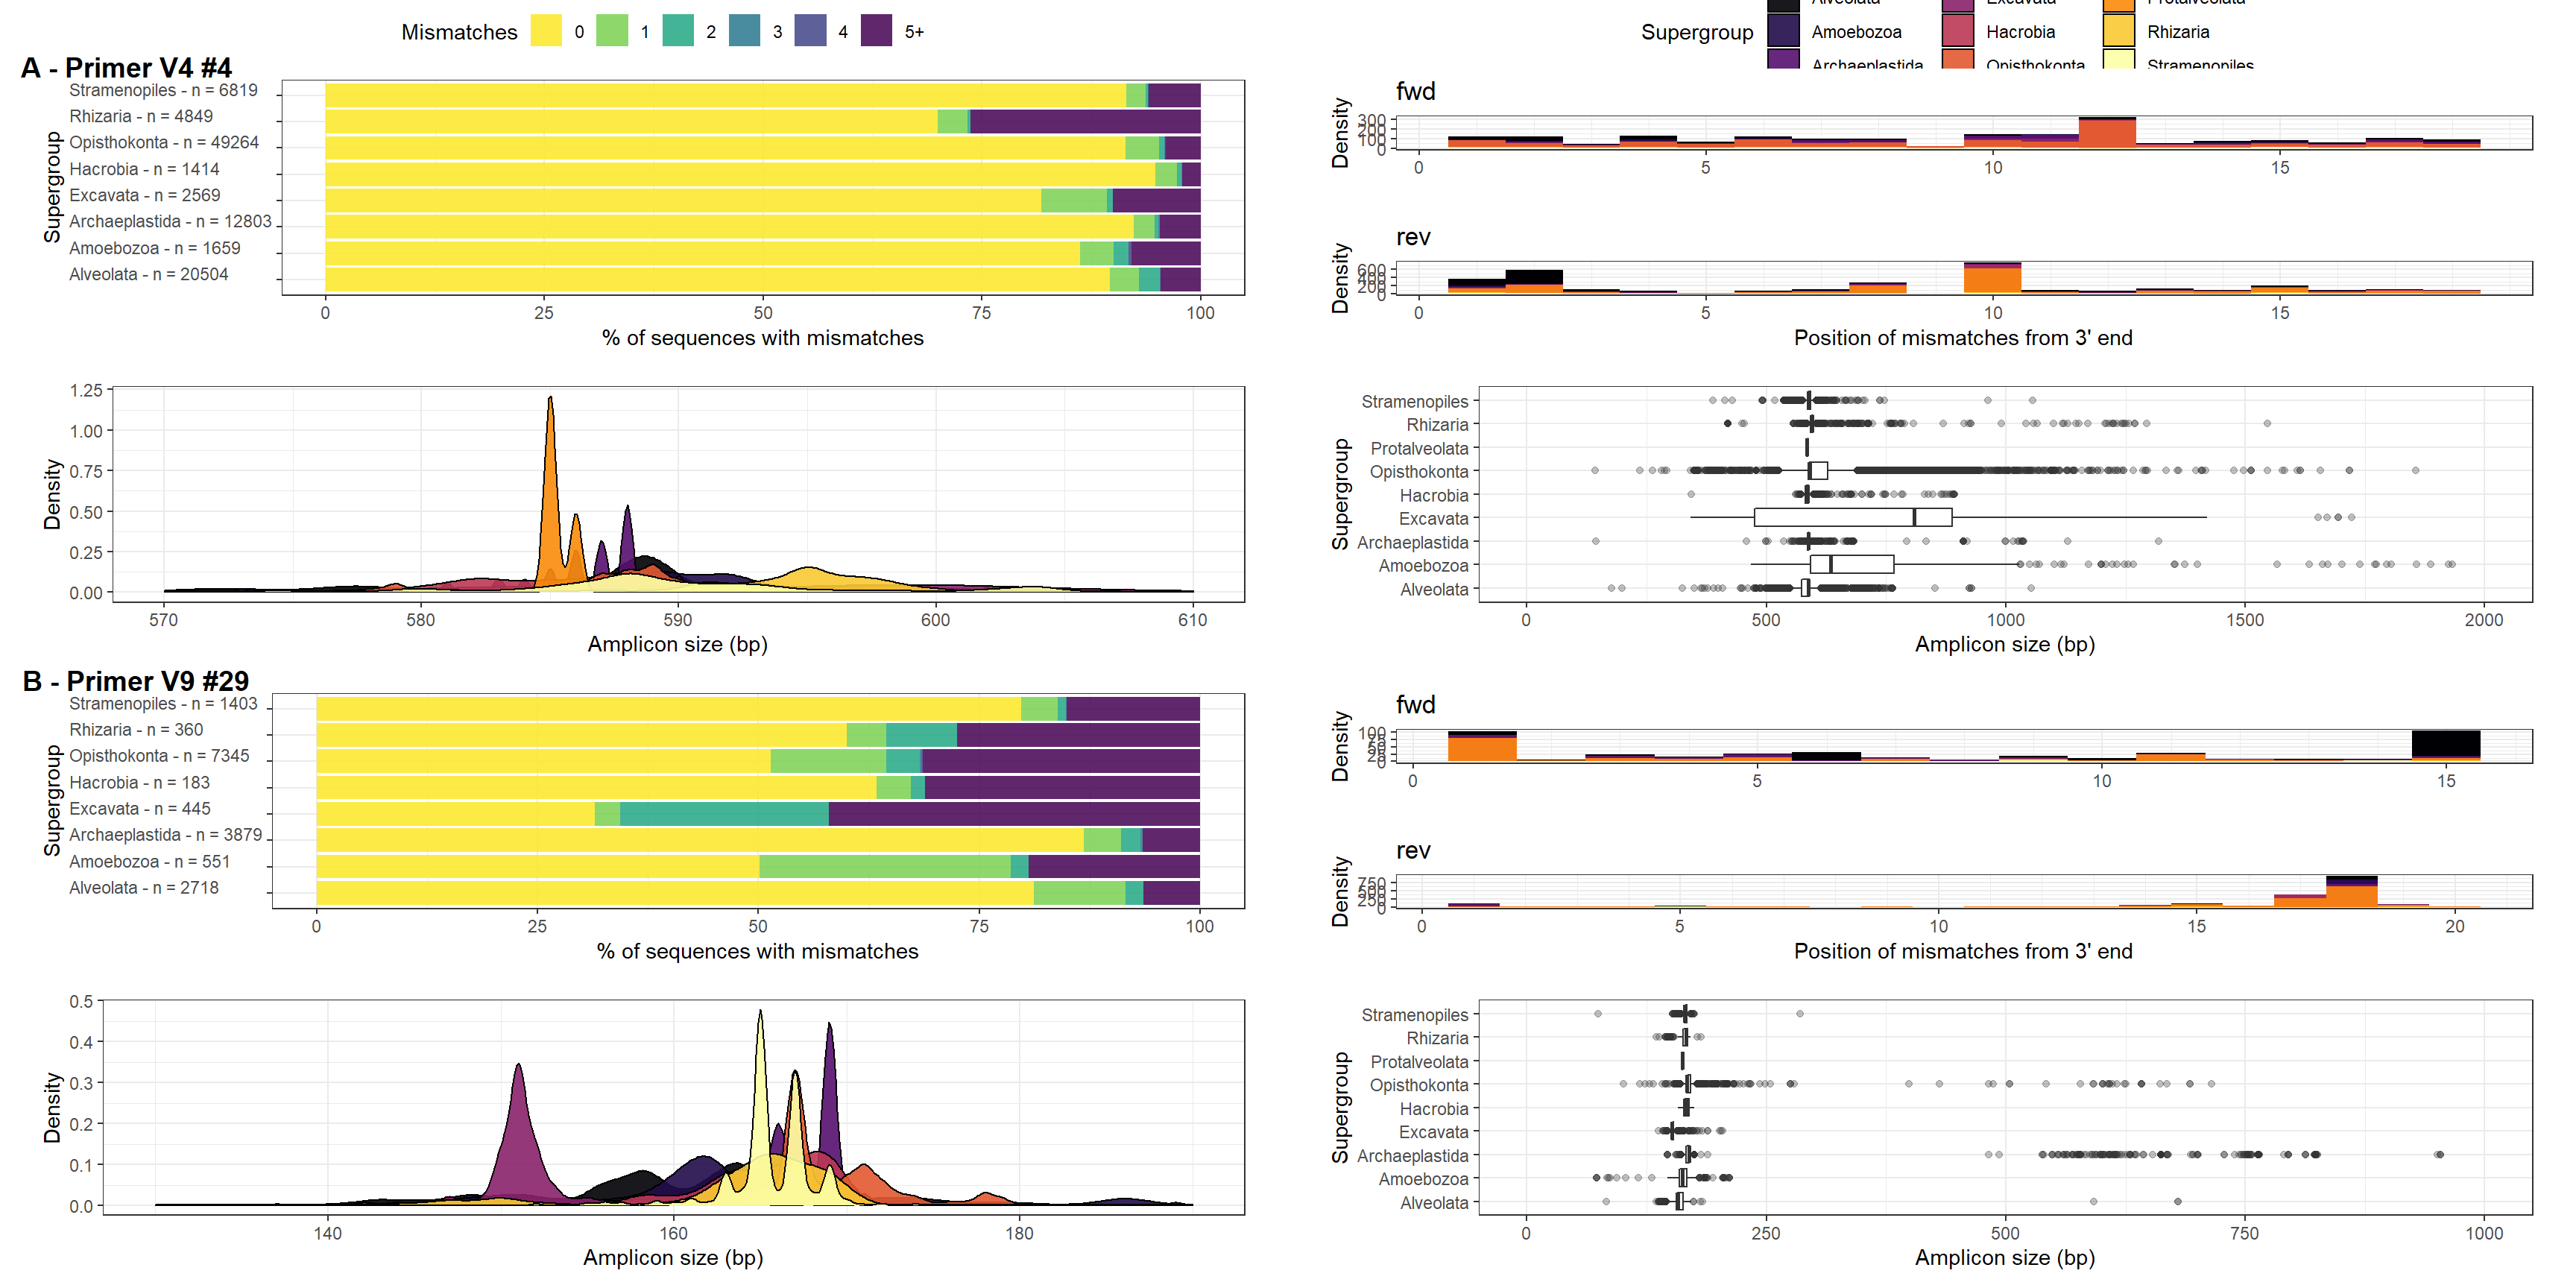 Mismatches 0 1 2 3 4 5+
Supergroup
Alveolata Excavata Protalveolata
Amoebozoa Hacrobia Rhizaria
Archaeplastida Opisthokonta Stramenopiles
A - Primer V4 #4
Supergroup
Stramenopiles - n = 6819
Rhizaria - n = 4849
Opisthokonta - n = 49264
Hacrobia - n = 1414
Excavata - n = 2569
Archaeplastida - n = 12803
Amoebozoa - n = 1659
Alveolata - n = 20504
0 25 50 75 100
% of sequences with mismatches
fwd
Density
300
200
100
0
0 5 10 15
rev
Density
600
400
200
0
0 5 10 15
Position of mismatches from 3' end
Density
1.25
1.00
0.75
0.50
0.25
0.00
570 580 590 600 610
Amplicon size (bp)
Supergroup
Stramenopiles
Rhizaria
Protalveolata
Opisthokonta
Hacrobia
Excavata
Archaeplastida
Amoebozoa
Alveolata
0 500 1000 1500 2000
Amplicon size (bp)
B - Primer V9 #29
Supergroup
Stramenopiles - n = 1403
Rhizaria - n = 360
Opisthokonta - n = 7345
Hacrobia - n = 183
Excavata - n = 445
Archaeplastida - n = 3879
Amoebozoa - n = 551
Alveolata - n = 2718
0 25 50 75 100
% of sequences with mismatches
fwd
Density
100
75
50
25
0
0 5 10 15
rev
Density
750
500
250
0
0 5 10 15 20
Position of mismatches from 3' end
Density
0.5
0.4
0.3
0.2
0.1
0.0
140 160 180
Amplicon size (bp)
Supergroup
Stramenopiles
Rhizaria
Protalveolata
Opisthokonta
Hacrobia
Excavata
Archaeplastida
Amoebozoa
Alveolata
0 250 500 750 1000
Amplicon size (bp)